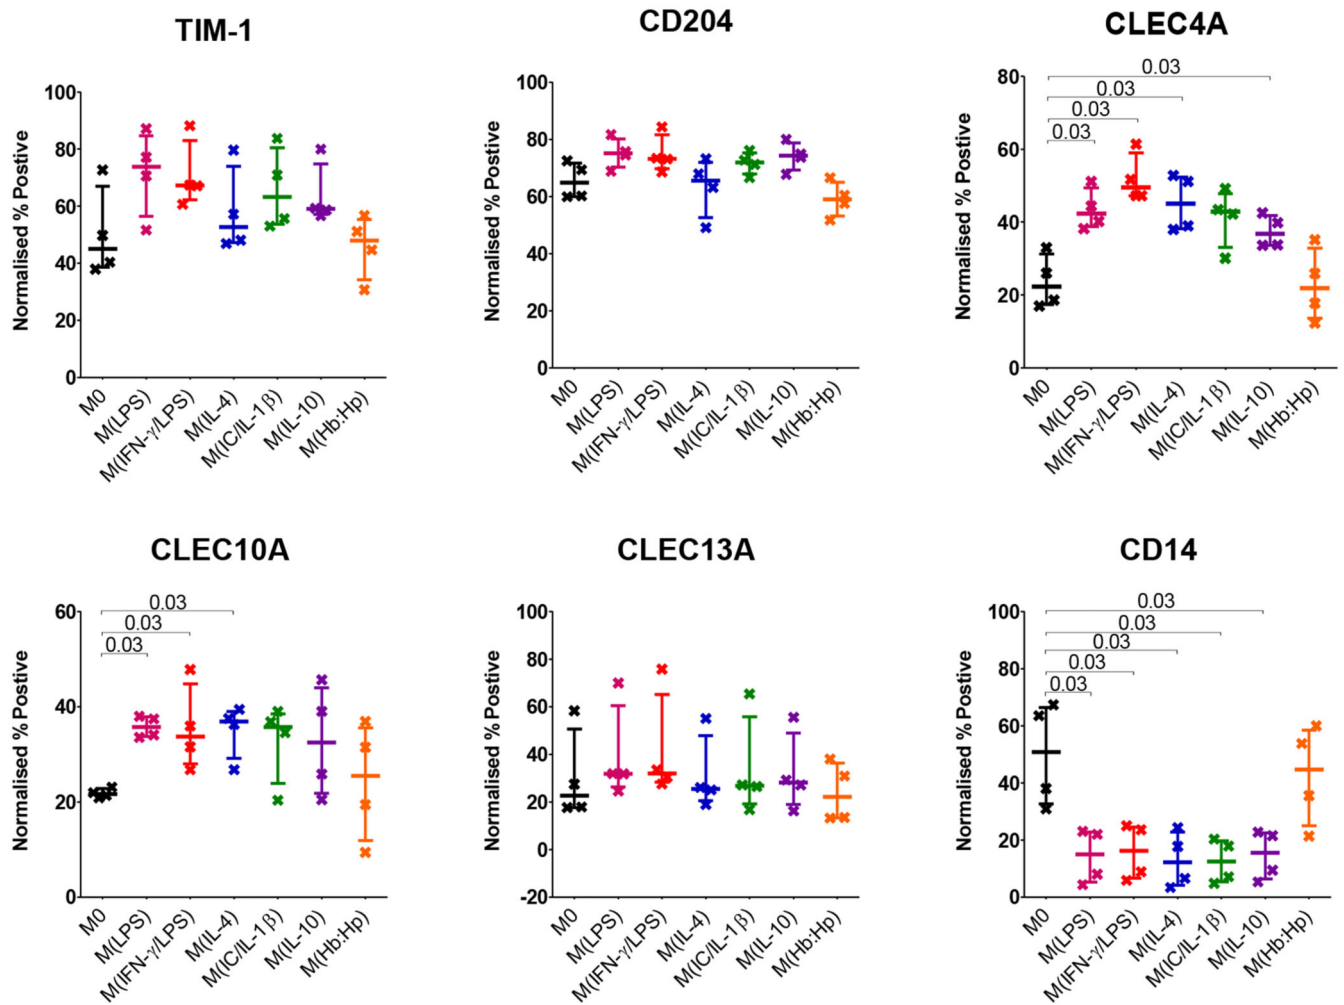 TIM-1
Normalised % Postive
100
80
60
40
20
0
M0
M(LPS)
M(IFN-γ/LPS)
M(IL-4)
M(IC/IL-1β)
M(IL-10)
M(Hb:Hp)
CD204
Normalised % Postive
100
80
60
40
20
0
M0
M(LPS)
M(IFN-γ/LPS)
M(IL-4)
M(IC/IL-1β)
M(IL-10)
M(Hb:Hp)
CLEC4A
Normalised % Postive
80
60
40
20
0
0.03
0.03
0.03
0.03
M0
M(LPS)
M(IFN-γ/LPS)
M(IL-4)
M(IC/IL-1β)
M(IL-10)
M(Hb:Hp)
CLEC10A
Normalised % Postive
60
40
20
0
0.03
0.03
0.03
M0
M(LPS)
M(IFN-γ/LPS)
M(IL-4)
M(IC/IL-1β)
M(IL-10)
M(Hb:Hp)
CLEC13A
Normalised % Postive
100
80
60
40
20
0
-20
M0
M(LPS)
M(IFN-γ/LPS)
M(IL-4)
M(IC/IL-1β)
M(IL-10)
M(Hb:Hp)
CD14
Normalised % Postive
100
80
60
40
20
0
0.03
0.03
0.03
0.03
0.03
M0
M(LPS)
M(IFN-γ/LPS)
M(IL-4)
M(IC/IL-1β)
M(IL-10)
M(Hb:Hp)